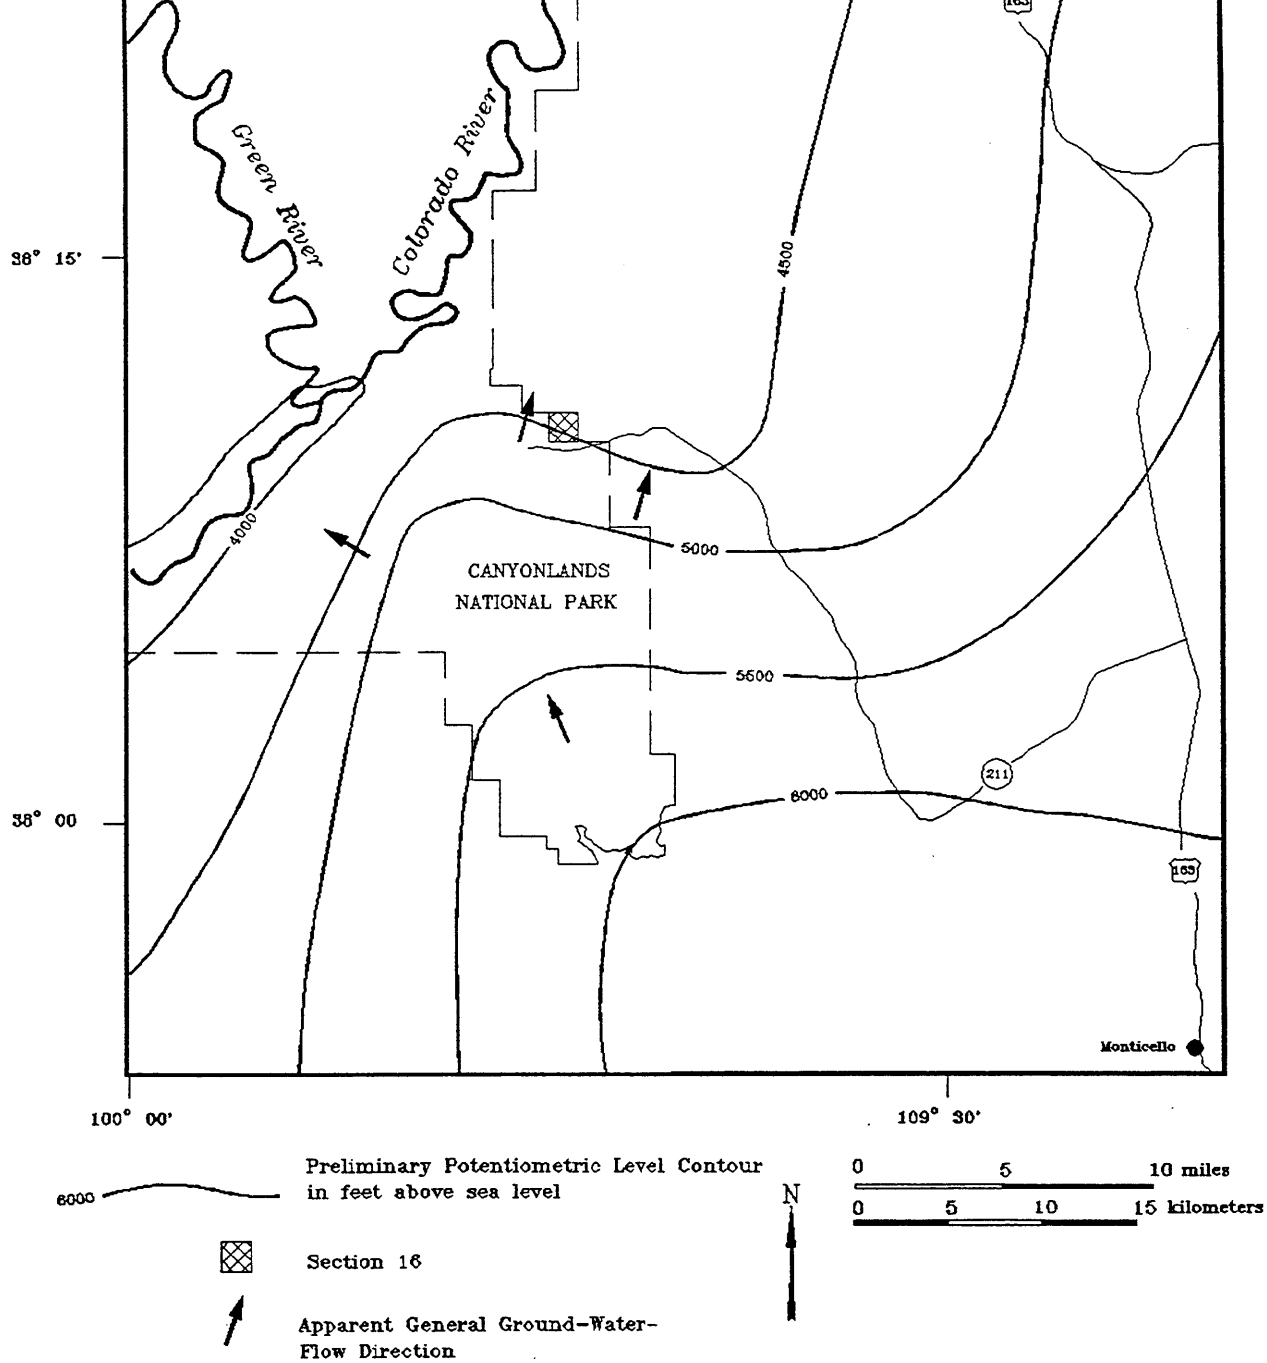 163
Green River
Colorado River
38° 15'
4500
4000
5000
CANYONLANDS
NATIONAL PARK
5500
211
6000
38° 00
163
Monticello
100° 00'
109° 30'
6000
Preliminary Potentiometric Level Contour
in feet above sea level
Section 16
Apparent General Ground-Water-
Flow Direction
N
0 5 10 miles
0 5 10 15 kilometers